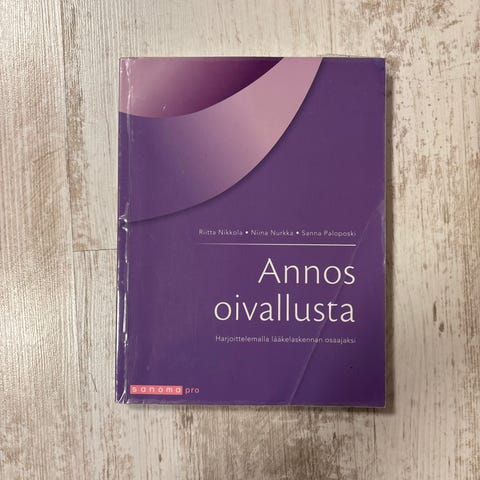 Riitta Nikkola • Niina Nurkka • Sanna Paloposki
Annos
oivallusta
Harjoittelemalla lääkelaskennan osaajaksi
sanoma pro